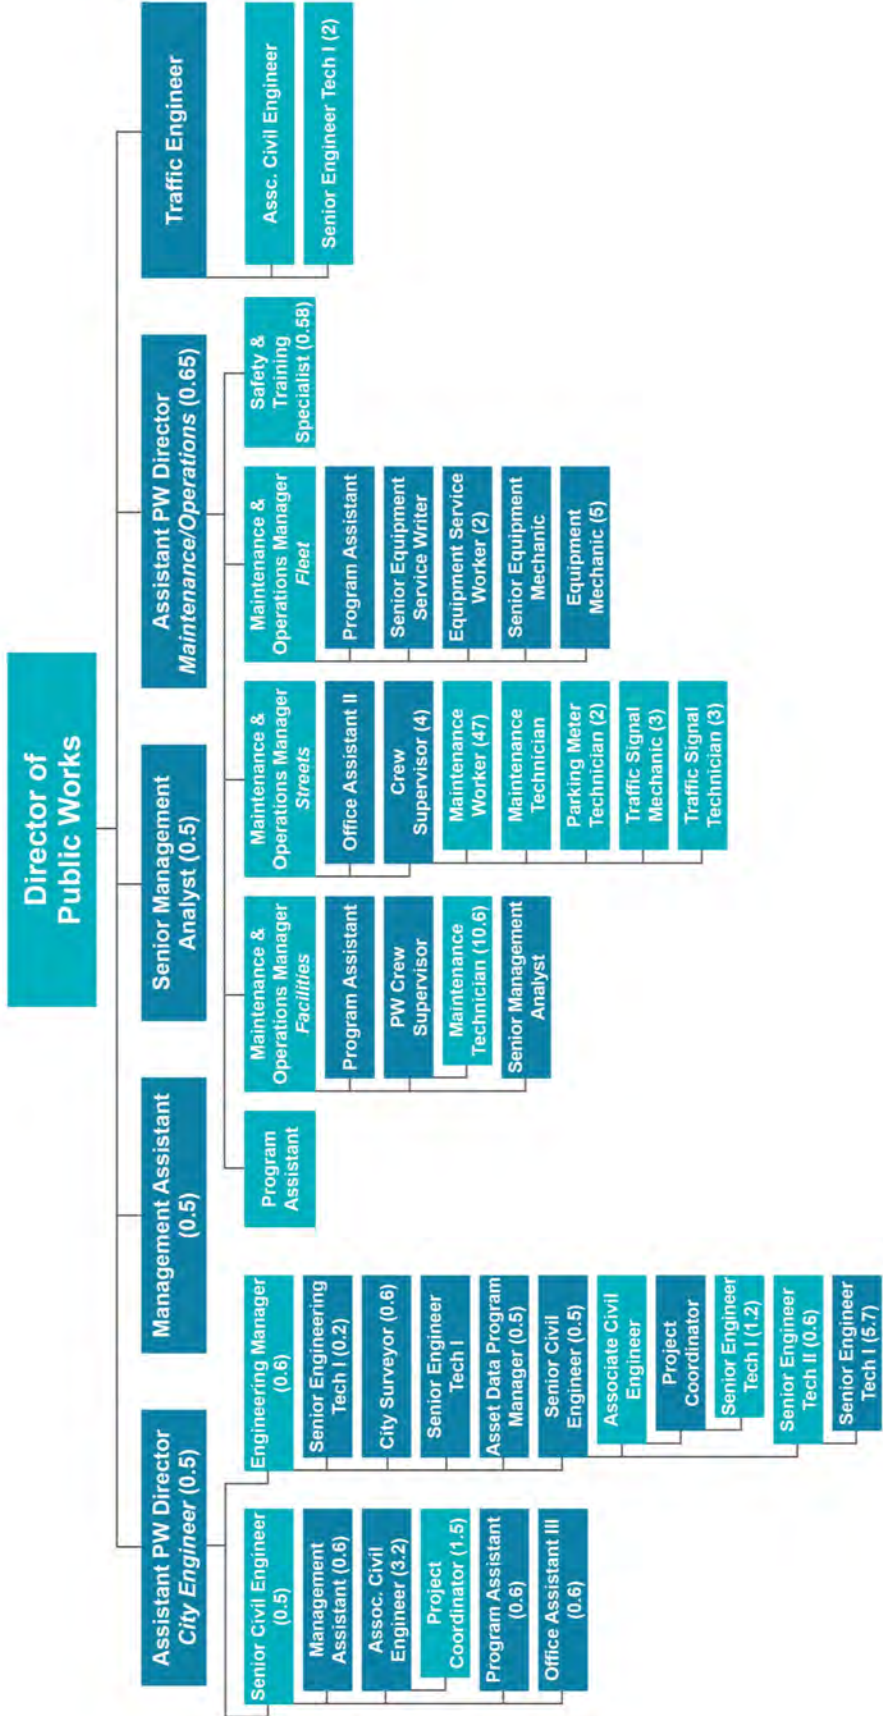 Director of
Public Works
Assistant PW Director
City Engineer (0.5)
Management Assistant
(0.5)
Senior Management
Analyst (0.5)
Assistant PW Director
Maintenance/Operations (0.65)
Traffic Engineer
Senior Civil Engineer
(0.5)
Management
Assistant (0.6)
Assoc. Civil
Engineer (3.2)
Project
Coordinator (1.5)
Program Assistant
(0.6)
Office Assistant III
(0.6)
Engineering Manager
(0.6)
Senior Engineering
Tech I (0.2)
City Surveyor (0.6)
Senior Engineer
Tech I
Asset Data Program
Manager (0.5)
Senior Civil
Engineer (0.5)
Associate Civil
Engineer
Project
Coordinator
Senior Engineer
Tech I (1.2)
Senior Engineer
Tech II (0.6)
Senior Engineer
Tech I (5.7)
Program
Assistant
Maintenance &
Operations Manager
Facilities
Program Assistant
PW Crew
Supervisor
Maintenance
Technician (10.6)
Senior Management
Analyst
Maintenance &
Operations Manager
Streets
Office Assistant II
Crew
Supervisor (4)
Maintenance
Worker (47)
Maintenance
Technician
Parking Meter
Technician (2)
Traffic Signal
Mechanic (3)
Traffic Signal
Technician (3)
Maintenance &
Operations Manager
Fleet
Program Assistant
Senior Equipment
Service Writer
Equipment Service
Worker (2)
Senior Equipment
Mechanic
Equipment
Mechanic (5)
Safety &
Training
Specialist (0.58)
Assc. Civil Engineer
Senior Engineer Tech I (2)